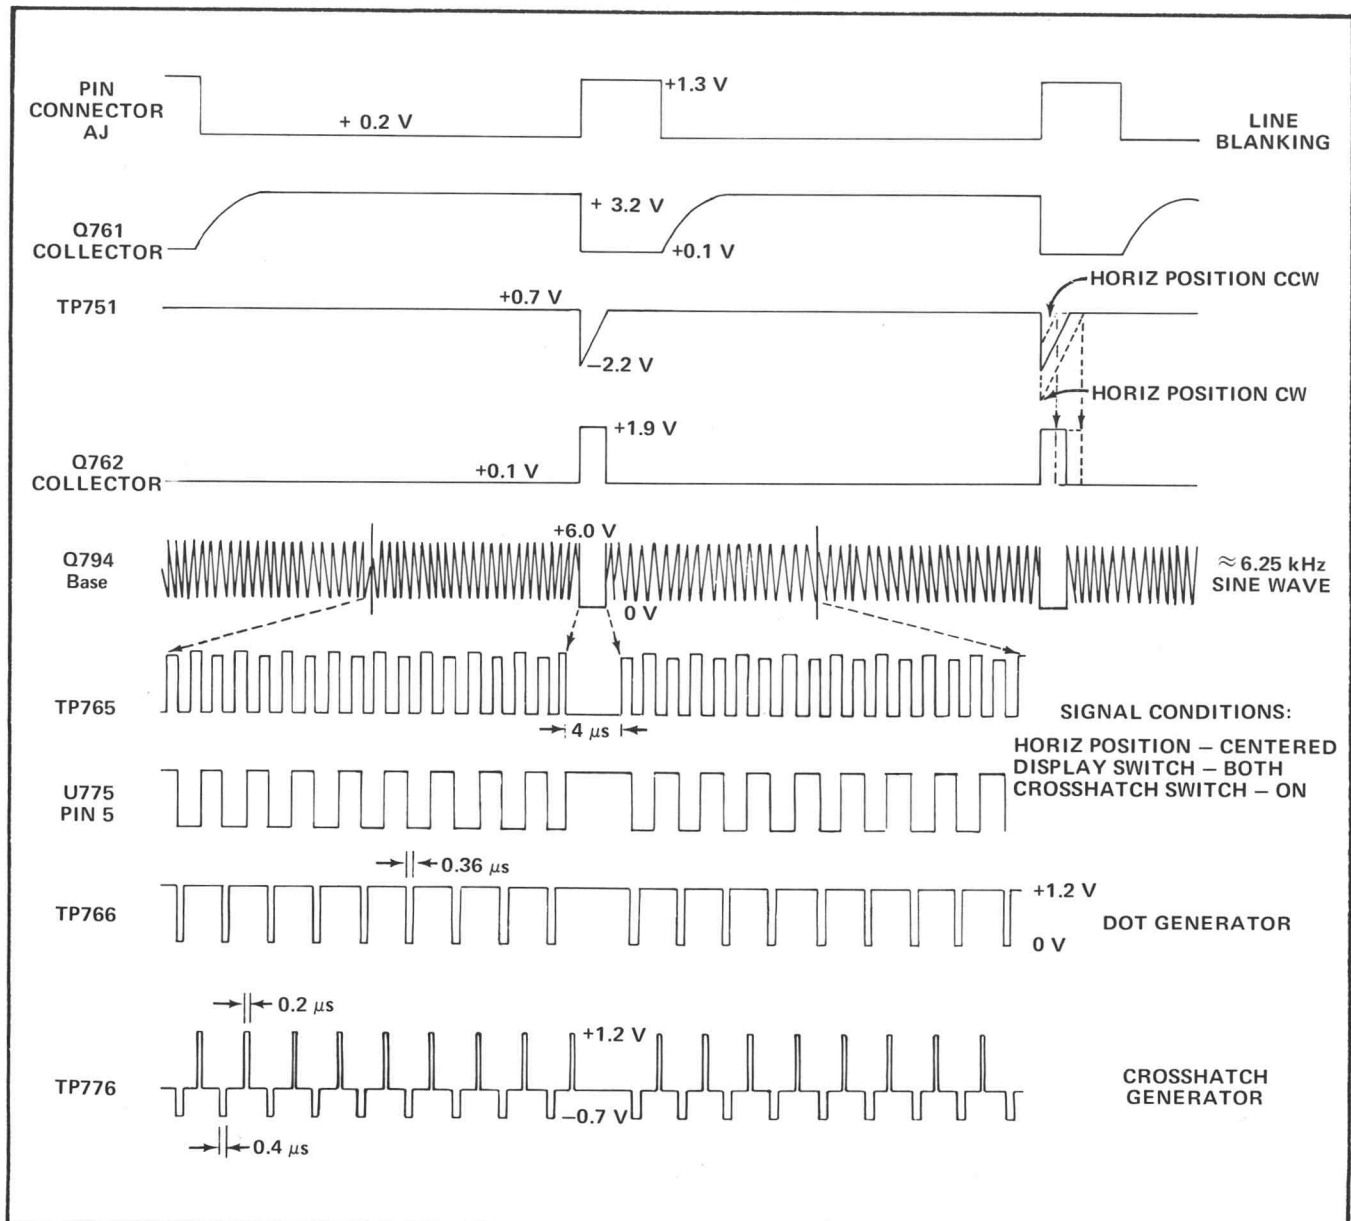 PIN
CONNECTOR
AJ
+ 0.2 V
+1.3 V
LINE
BLANKING
Q761
COLLECTOR
+ 3.2 V
+0.1 V
TP751
+0.7 V
−2.2 V
HORIZ POSITION CCW
HORIZ POSITION CW
Q762
COLLECTOR
+0.1 V
+1.9 V
Q794
Base
+6.0 V
0 V
≈ 6.25 kHz
SINE WAVE
TP765
4 μs
SIGNAL CONDITIONS:
HORIZ POSITION – CENTERED
DISPLAY SWITCH – BOTH
CROSSHATCH SWITCH – ON
U775
PIN 5
0.36 μs
TP766
+1.2 V
0 V
DOT GENERATOR
0.2 μs
TP776
+1.2 V
−0.7 V
0.4 μs
CROSSHATCH
GENERATOR